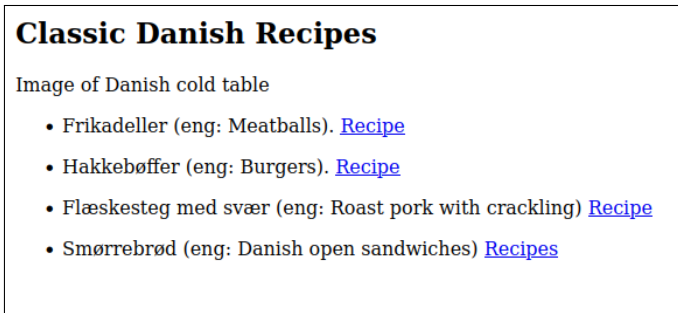 Classic Danish Recipes
Image of Danish cold table
• Frikadeller (eng: Meatballs). Recipe
• Hakkebøffer (eng: Burgers). Recipe
• Flæskesteg med svær (eng: Roast pork with crackling) Recipe
• Smørrebrød (eng: Danish open sandwiches) Recipes